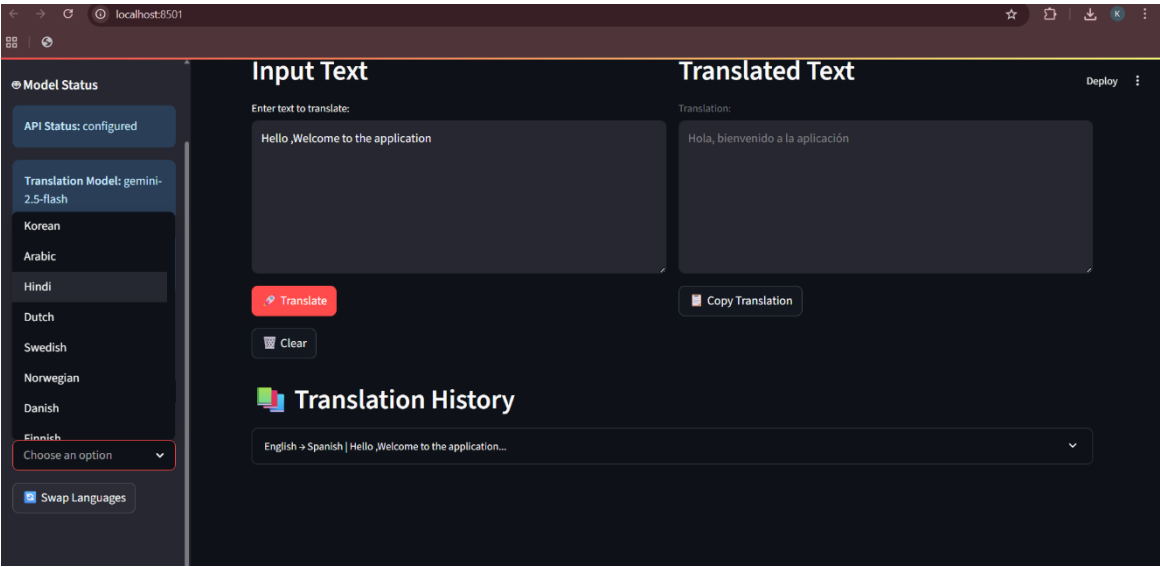 localhost:8501
K
Model Status
API Status: configured
Translation Model: gemini-
2.5-flash
Korean
Arabic
Hindi
Dutch
Swedish
Norwegian
Danish
Finnish
Choose an option
Swap Languages
Deploy
Input Text
Enter text to translate:
Hello ,Welcome to the application
Translate
Clear
Translated Text
Translation:
Hola, bienvenido a la aplicación
Copy Translation
Translation History
English → Spanish | Hello ,Welcome to the application...